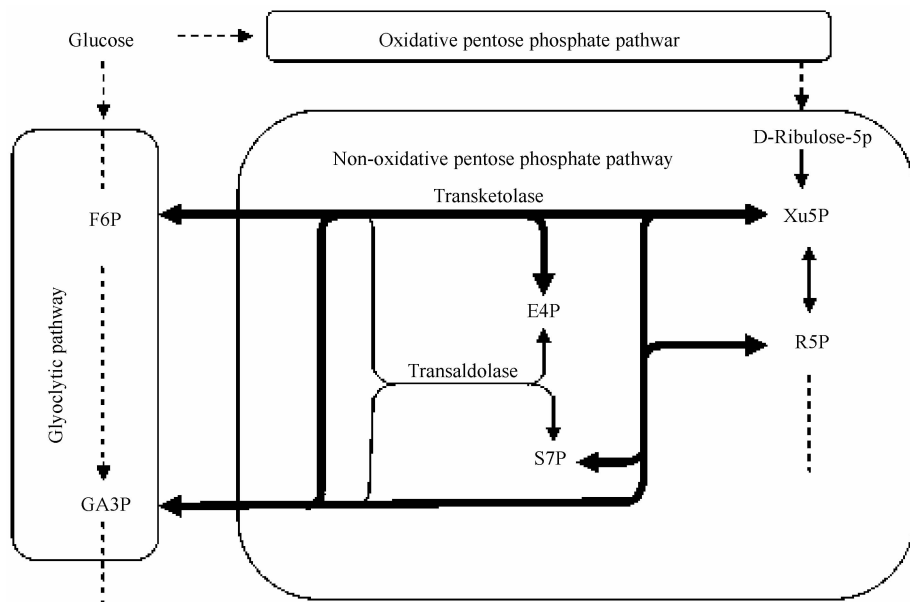 Glucose
Oxidative pentose phosphate pathwar
D-Ribulose-5p
Non-oxidative pentose phosphate pathway
Transketolase
F6P
Xu5P
E4P
R5P
Glyoclytic pathway
Transaldolase
S7P
GA3P